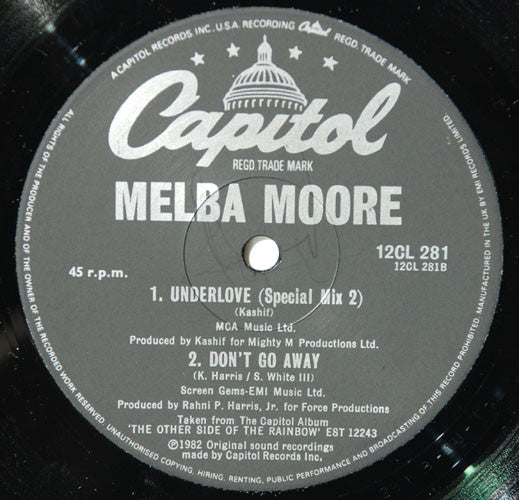 A CAPITOL RECORDS, INC., U.S.A. RECORDING Capitol REGD. TRADE MARK
Capitol
REGD TRADE MARK
MELBA MOORE
12CL 281
12CL 281B
45 r.p.m.
1. UNDERLOVE (Special Mix 2)
(Kashif)
MCA Music Ltd.
Produced by Kashif for Mighty M Productions Ltd.
2. DON'T GO AWAY
(K. Harris / S. White III)
Screen Gems-EMI Music Ltd.
Produced by Rahni P. Harris, Jr. for Force Productions
Taken from The Capitol Album
'THE OTHER SIDE OF THE RAINBOW' EST 12243
℗1982 Original sound recordings
made by Capitol Records Inc.
ALL RIGHTS OF THE PRODUCER AND OF THE OWNER OF THE RECORDED WORK RESERVED. UNAUTHORISED COPYING, HIRING, RENTING, PUBLIC PERFORMANCE AND BROADCASTING OF THIS RECORD PROHIBITED. MANUFACTURED IN THE UK BY EMI RECORDS LIMITED.